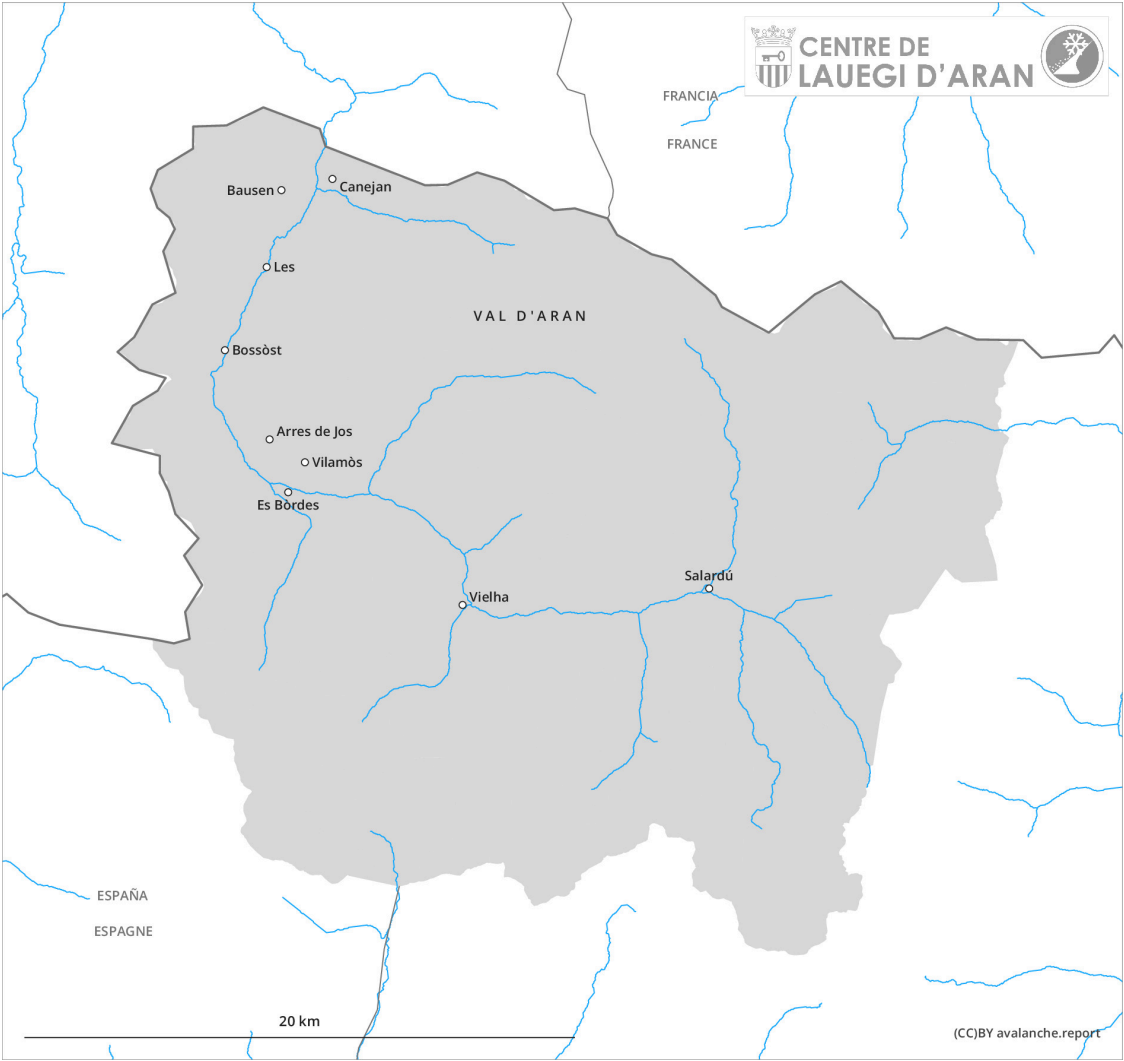 CENTRE DE
LAUEGI D'ARAN
FRANCIA
FRANCE
Bausen
Canejan
Les
VAL D'ARAN
Bossòst
Arres de Jos
Vilamòs
Es Bòrdes
Salardú
Vielha
ESPAÑA
ESPAGNE
20 km
(CC)BY avalanche.report